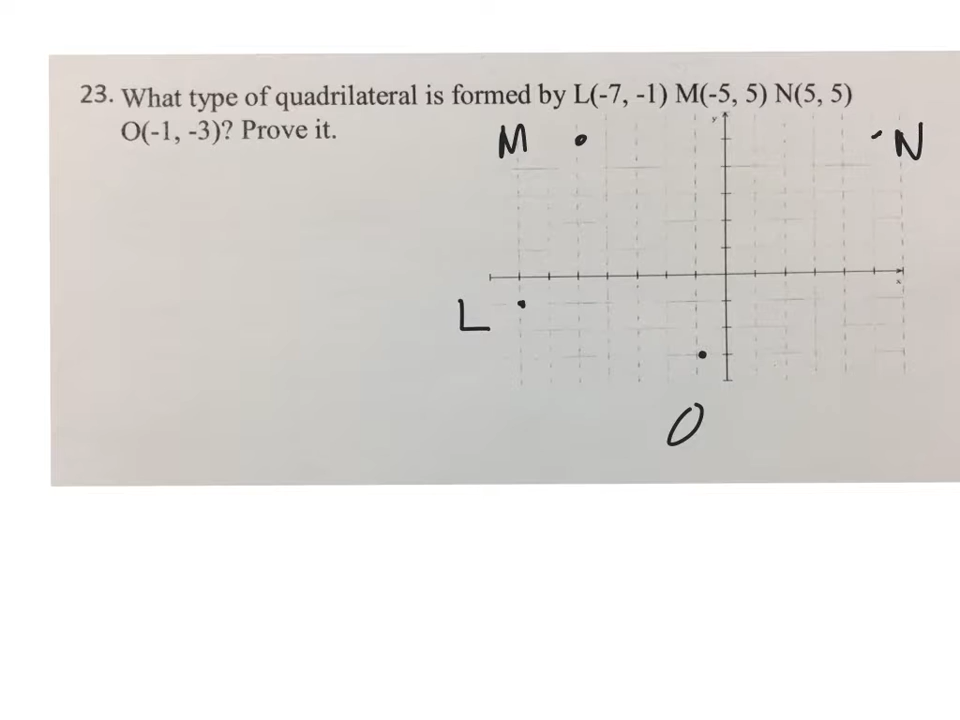 23. What type of quadrilateral is formed by L(-7, -1) M(-5, 5) N(5, 5)
O(-1, -3)? Prove it.
y
M
N
x
L
O